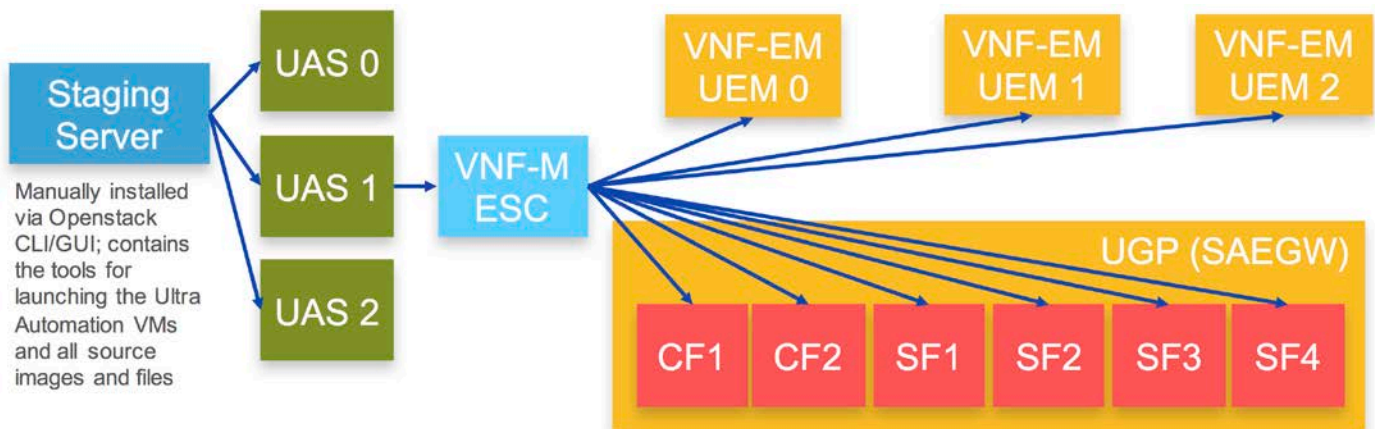 Staging
Server
Manually installed
via Openstack
CLI/GUI; contains
the tools for
launching the Ultra
Automation VMs
and all source
images and files
UAS 0
UAS 1
UAS 2
VNF-M
ESC
VNF-EM
UEM 0
VNF-EM
UEM 1
VNF-EM
UEM 2
UGP (SAEGW)
CF1
CF2
SF1
SF2
SF3
SF4